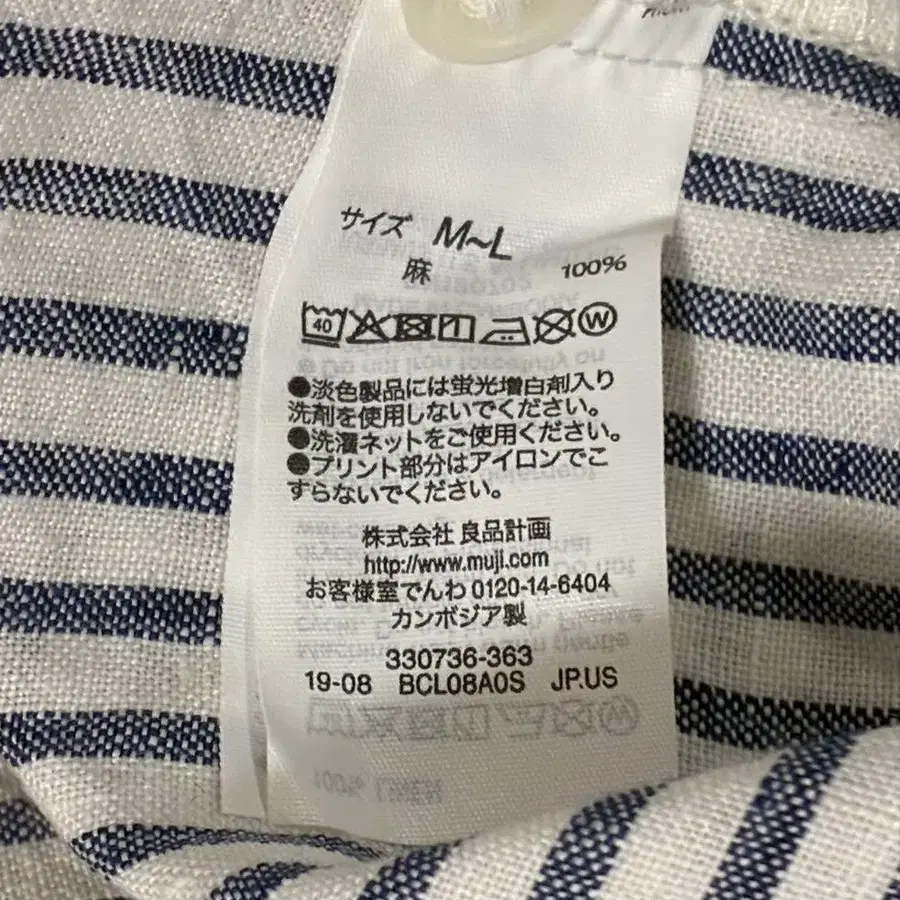 サイズ M~L
麻 100%
40 W
●淡色製品には蛍光増白剤入り
洗剤を使用しないでください。
●洗濯ネットをご使用ください。
●プリント部分はアイロンでこ
すらないでください。
株式会社 良品計画
http://www.muji.com
お客様室でんわ 0120-14-6404
カンボジア製
330736-363
19-08 BCL08A0S JP.US
100% LINEN